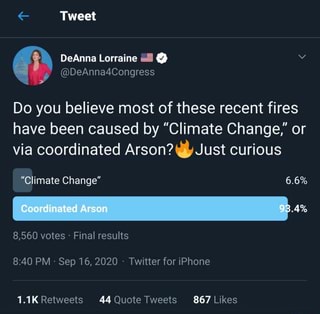 Tweet
DeAnna Lorraine 🇺🇸
@DeAnna4Congress
Do you believe most of these recent fires
have been caused by “Climate Change,” or
via coordinated Arson?🔥Just curious
"Climate Change" 6.6%
Coordinated Arson 93.4%
8,560 votes · Final results
8:40 PM · Sep 16, 2020 · Twitter for iPhone
1.1K Retweets 44 Quote Tweets 867 Likes